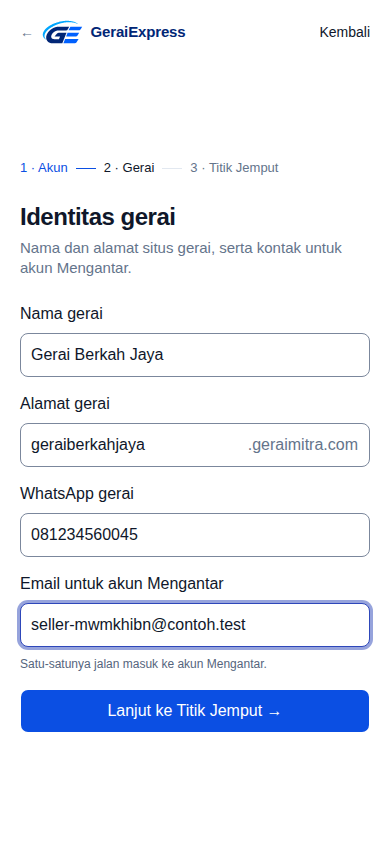 ← GE GeraiExpress Kembali
1 · Akun 2 · Gerai 3 · Titik Jemput
Identitas gerai
Nama dan alamat situs gerai, serta kontak untuk
akun Mengantar.
Nama gerai
Gerai Berkah Jaya
Alamat gerai
geraiberkahjaya .geraimitra.com
WhatsApp gerai
081234560045
Email untuk akun Mengantar
seller-mwmkhibn@contoh.test
Satu-satunya jalan masuk ke akun Mengantar.
Lanjut ke Titik Jemput →